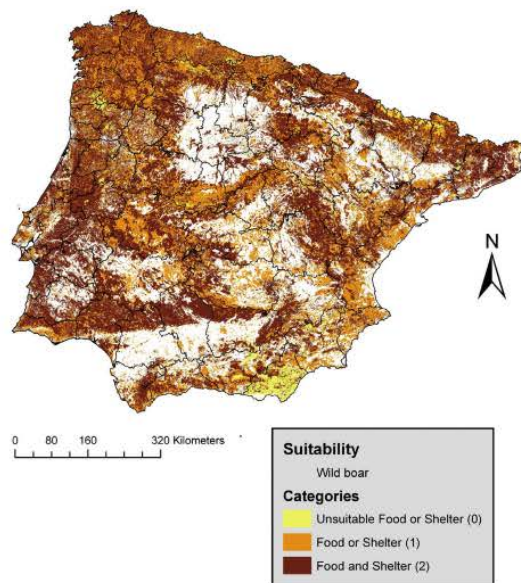 N
0 80 160 320 Kilometers
Suitability
Wild boar
Categories
Unsuitable Food or Shelter (0)
Food or Shelter (1)
Food and Shelter (2)